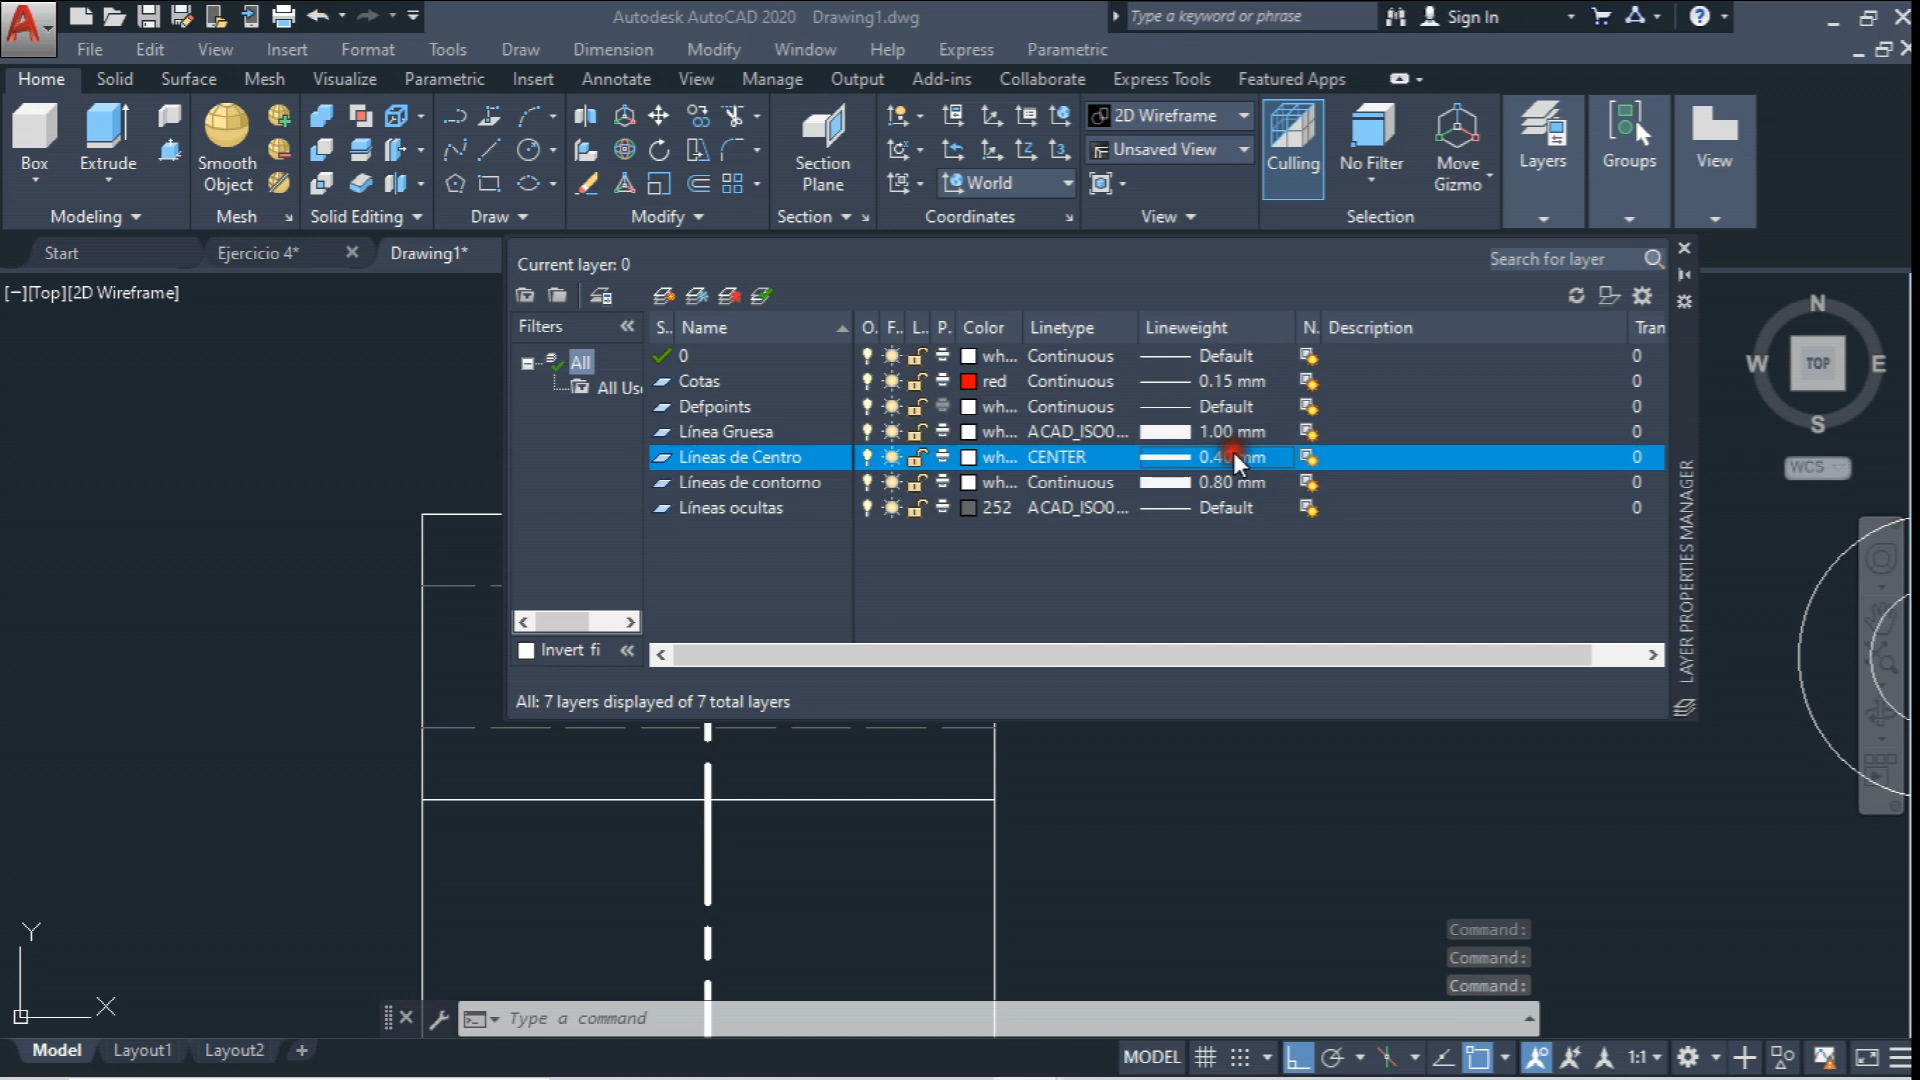 Autodesk AutoCAD 2020 Drawing1.dwg
Type a keyword or phrase
Sign In
File Edit View Insert Format Tools Draw Dimension Modify Window Help Express Parametric
Home Solid Surface Mesh Visualize Parametric Insert Annotate View Manage Output Add-ins Collaborate Express Tools Featured Apps
2D Wireframe
Unsaved View
World
Box Extrude Smooth Object Section Plane Culling No Filter Move Gizmo Layers Groups View
Modeling Mesh Solid Editing Draw Modify Section Coordinates View Selection
Start Ejercicio 4* Drawing1*
[−][Top][2D Wireframe]
Current layer: 0
Search for layer
Filters
All
All Us
S.. Name O. F.. L.. P. Color Linetype Lineweight N. Description Tran
0 wh... Continuous Default 0
Cotas red Continuous 0.15 mm 0
Defpoints wh... Continuous Default 0
Línea Gruesa wh... ACAD_ISO0... 1.00 mm 0
Líneas de Centro wh... CENTER 0.40 mm 0
Líneas de contorno wh... Continuous 0.80 mm 0
Líneas ocultas 252 ACAD_ISO0... Default 0
Invert fi
All: 7 layers displayed of 7 total layers
LAYER PROPERTIES MANAGER
N
W TOP E
S
WCS
Y
X
Command:
Command:
Command:
Type a command
Model Layout1 Layout2 +
MODEL 1:1